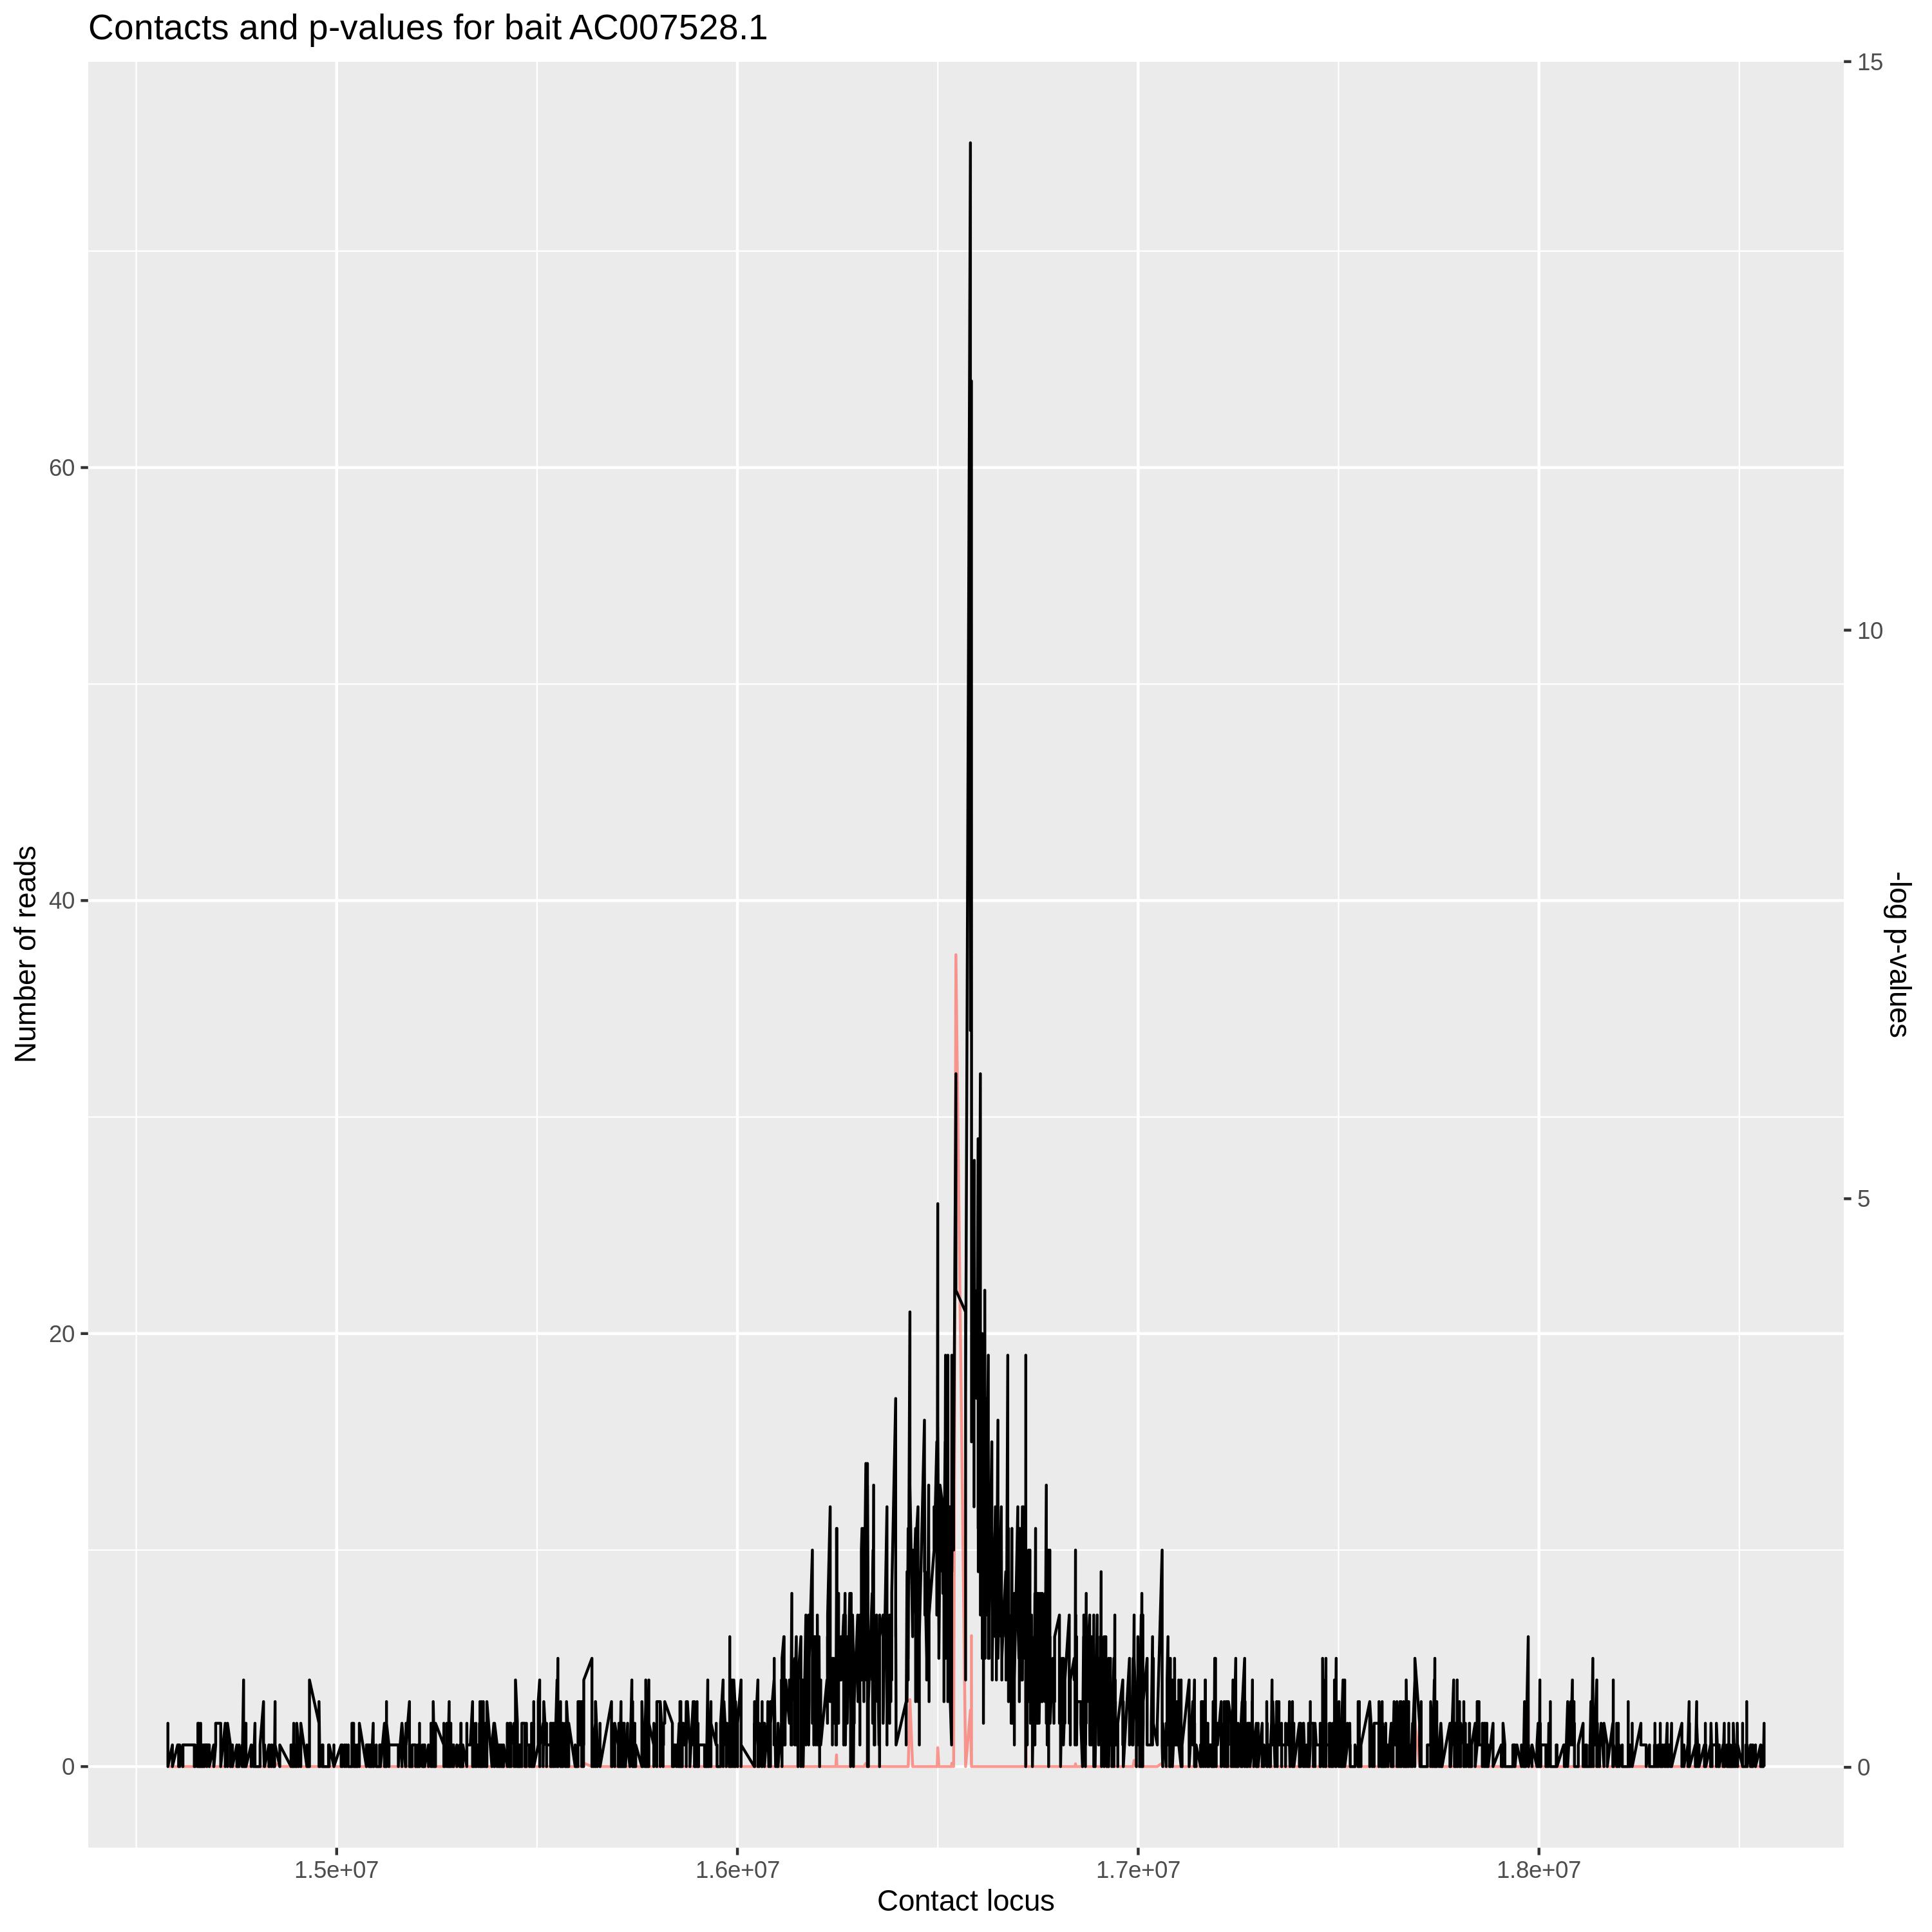 Contacts and p-values for bait AC007528.1
15
60
10
40
Number of reads
-log p-values
5
20
0
0
1.5e+07
1.6e+07
1.7e+07
1.8e+07
Contact locus